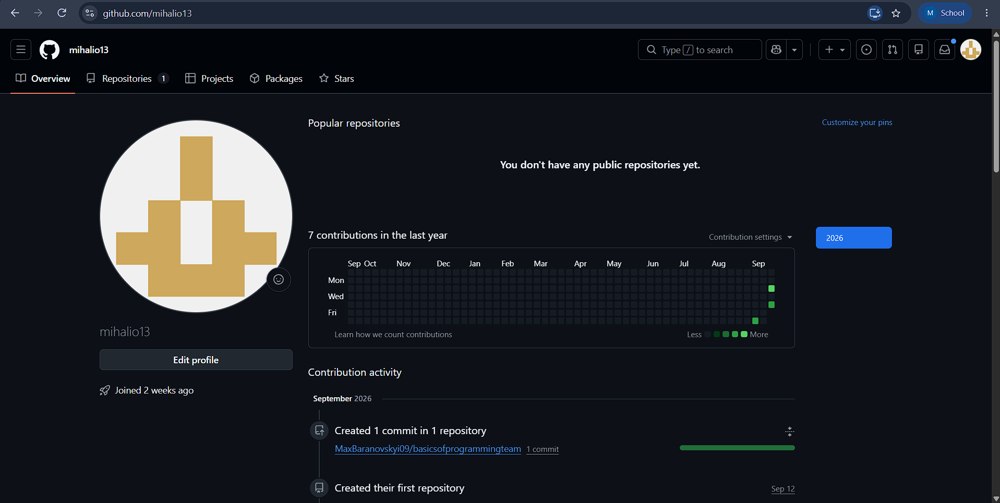 github.com/mihalio13
M School
mihalio13
Type / to search
Overview Repositories 1 Projects Packages Stars
Popular repositories
Customize your pins
You don't have any public repositories yet.
7 contributions in the last year
Contribution settings
2026
Sep Oct Nov Dec Jan Feb Mar Apr May Jun Jul Aug Sep
Mon
Wed
Fri
Learn how we count contributions
Less More
mihalio13
Edit profile
Joined 2 weeks ago
Contribution activity
September 2026
Created 1 commit in 1 repository
MaxBaranovskyi09/basicsofprogrammingteam 1 commit
Created their first repository
Sep 12